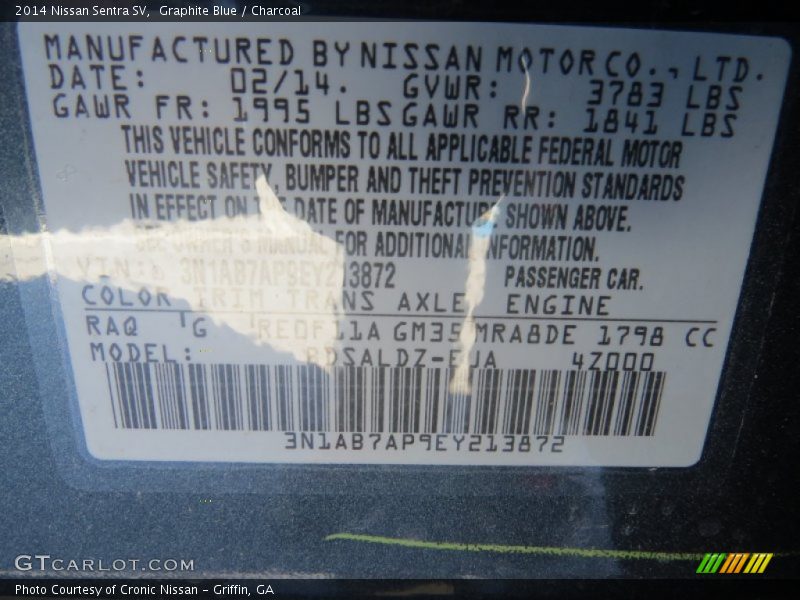 2014 Nissan Sentra SV,  Graphite Blue / Charcoal
MANUFACTURED BY NISSAN MOTOR CO., LTD.
DATE: 02/14. GVWR: 3783 LBS
GAWR FR: 1995 LBS GAWR RR: 1841 LBS
THIS VEHICLE CONFORMS TO ALL APPLICABLE FEDERAL MOTOR
VEHICLE SAFETY, BUMPER AND THEFT PREVENTION STANDARDS
IN EFFECT ON THE DATE OF MANUFACTURE SHOWN ABOVE.
SEE OWNER'S MANUAL FOR ADDITIONAL INFORMATION.
VIN: 3N1AB7AP9EY213872 PASSENGER CAR.
COLOR TRIM TRANS AXLE ENGINE
RAQ G RE0F11A GM35 MRA8DE 1798 CC
MODEL: BDSALDZ-EUA 4Z000
3N1AB7AP9EY213872
GTCARLOT.COM
Photo Courtesy of Cronic Nissan - Griffin, GA